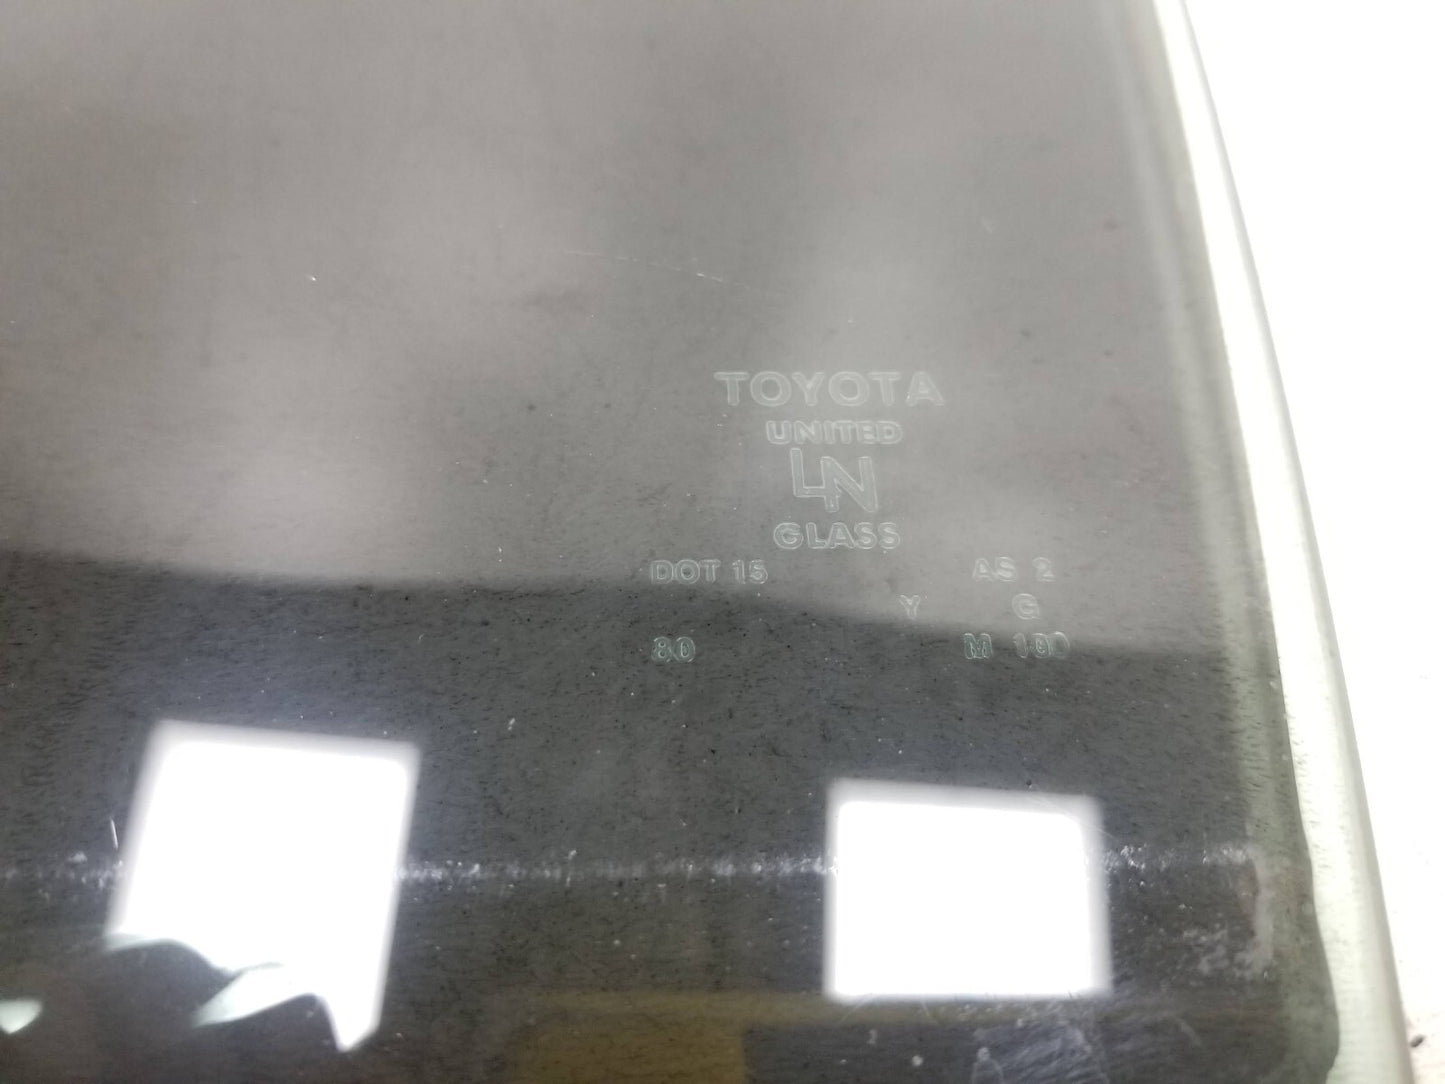 TOYOTA
UNITED
LN
GLASS
DOT 15 AS 2
Y G
80 M 100